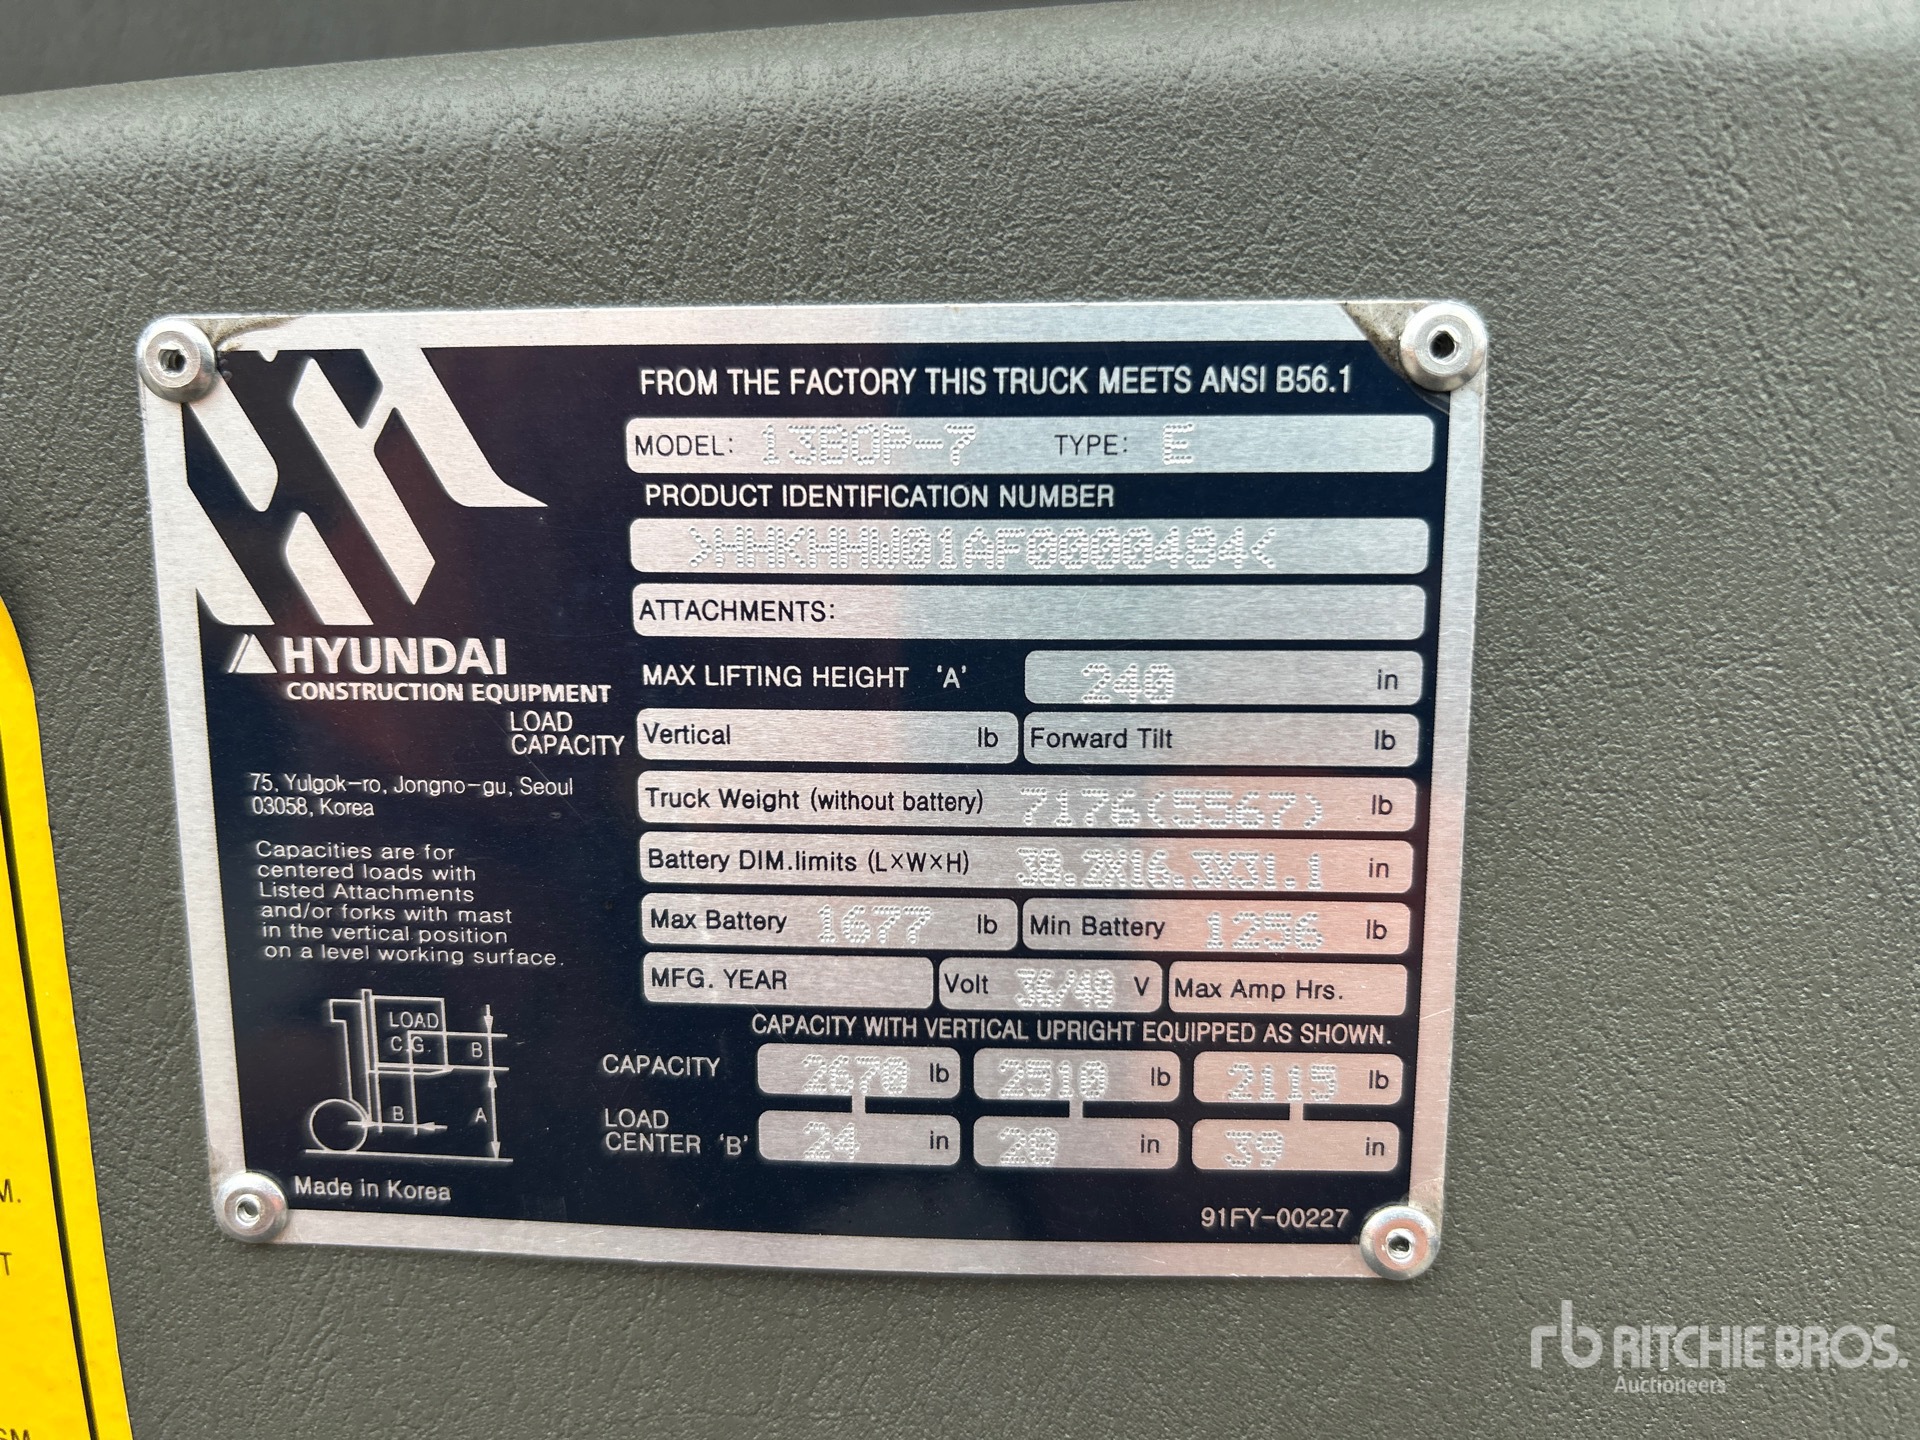 FROM THE FACTORY THIS TRUCK MEETS ANSI B56.1
MODEL: 13BOP-7 TYPE: E
PRODUCT IDENTIFICATION NUMBER
>HHKHHW01AF0000484<
ATTACHMENTS:
HYUNDAI
CONSTRUCTION EQUIPMENT
MAX LIFTING HEIGHT 'A' 240 in
LOAD
CAPACITY
Vertical lb Forward Tilt lb
75, Yulgok-ro, Jongno-gu, Seoul
03058, Korea
Truck Weight (without battery) 7176(5567) lb
Battery DIM.limits (L×W×H) 38.2X16.3X31.1 in
Max Battery 1677 lb Min Battery 1256 lb
MFG. YEAR Volt 36/48 V Max Amp Hrs.
Capacities are for
centered loads with
Listed Attachments
and/or forks with mast
in the vertical position
on a level working surface.
LOAD
C.G.
B
B
A
CAPACITY WITH VERTICAL UPRIGHT EQUIPPED AS SHOWN.
CAPACITY 2670 lb 2510 lb 2115 lb
LOAD
CENTER 'B' 24 in 28 in 39 in
Made in Korea
91FY-00227
M.
T
SM
rb RITCHIE BROS.
Auctioneers